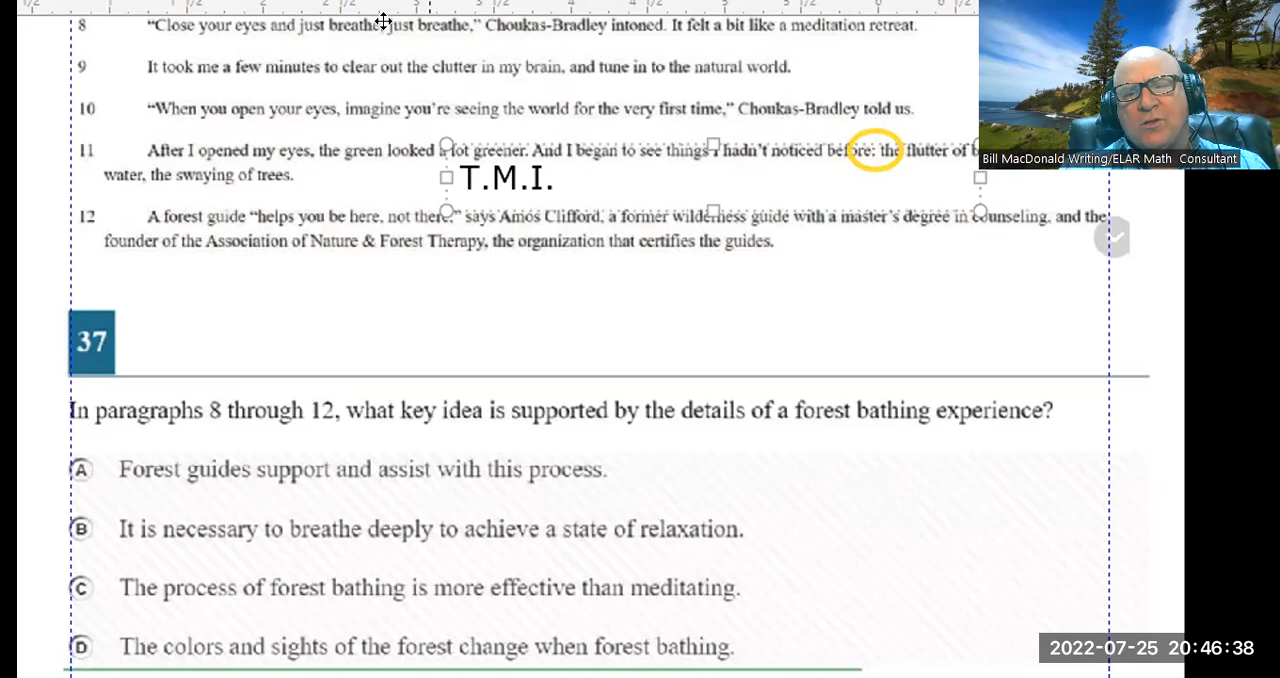 8 "Close your eyes and just breathe, just breathe," Choukas-Bradley intoned. It felt a bit like a meditation retreat.
9 It took me a few minutes to clear out the clutter in my brain, and tune in to the natural world.
10 "When you open your eyes, imagine you're seeing the world for the very first time," Choukas-Bradley told us.
11 After I opened my eyes, the green looked a lot greener. And I began to see things I hadn't noticed before: the flutter of
water, the swaying of trees.
T.M.I.
12 A forest guide "helps you be here, not there," says Amos Clifford, a former wilderness guide with a master's degree in counseling, and the
founder of the Association of Nature & Forest Therapy, the organization that certifies the guides.
Bill MacDonald Writing/ELAR Math Consultant
37
In paragraphs 8 through 12, what key idea is supported by the details of a forest bathing experience?
A Forest guides support and assist with this process.
B It is necessary to breathe deeply to achieve a state of relaxation.
C The process of forest bathing is more effective than meditating.
D The colors and sights of the forest change when forest bathing.
2022-07-25 20:46:38